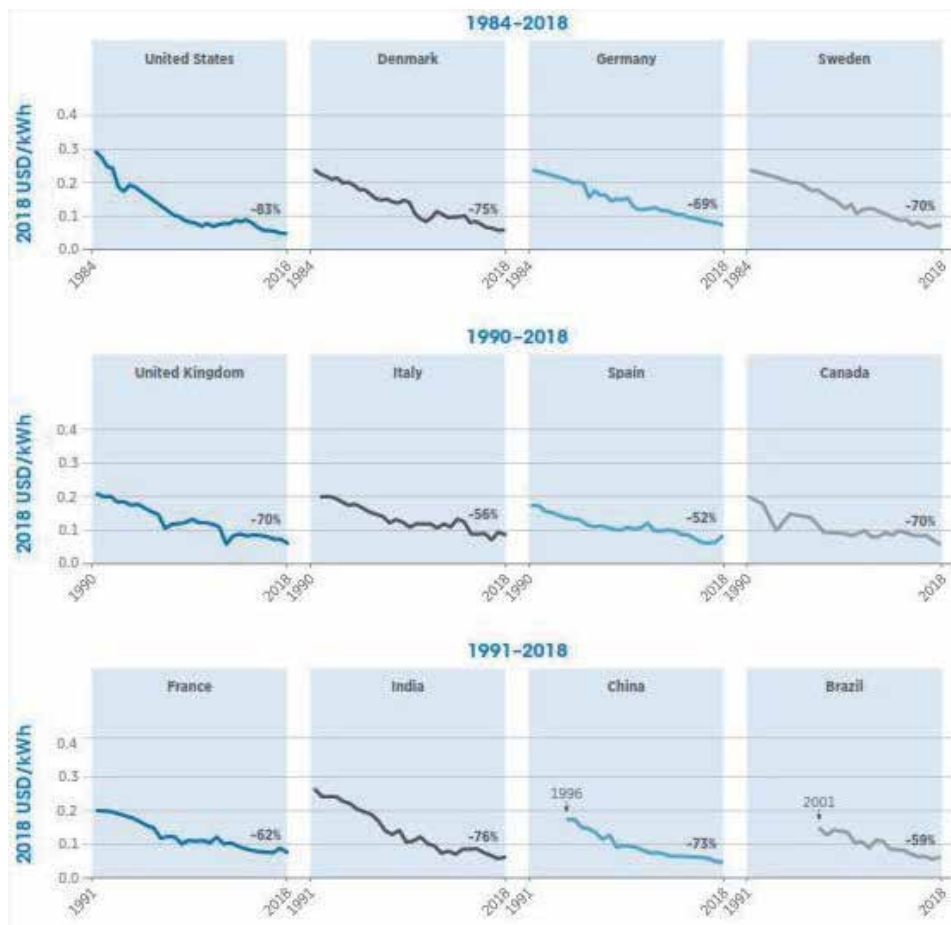 1984–2018
United States Denmark Germany Sweden
2018 USD/kWh
0.4
0.3
0.2
0.1
0.0
-83% -75% -69% -70%
1984 2018 1984 2018 1984 2018 1984 2018
1990–2018
United Kingdom Italy Spain Canada
2018 USD/kWh
0.4
0.3
0.2
0.1
0.0
-70% -56% -52% -70%
1990 2018 1990 2018 1990 2018 1990 2018
1991–2018
France India China Brazil
2018 USD/kWh
0.4
0.3
0.2
0.1
0.0
1996 2001
-62% -76% -73% -59%
1991 2018 1991 2018 1991 2018 1991 2018